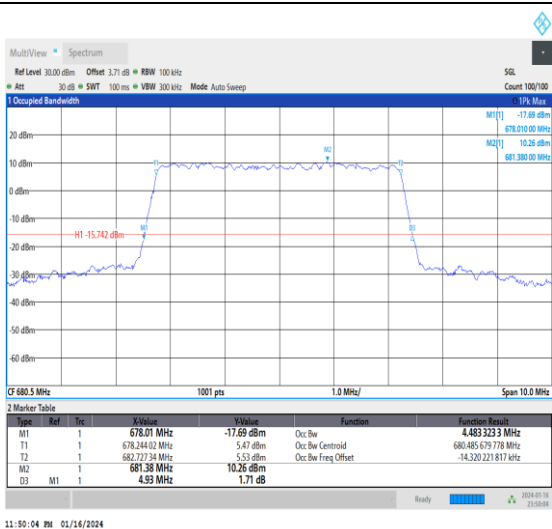 MultiView Spectrum
Ref Level 30.00 dBm Offset 3.71 dB RBW 100 kHz SGL
Att 30 dB SWT 100 ms VBW 300 kHz Mode Auto Sweep Count 100/100
1 Occupied Bandwidth 1Pk Max
M1[1] -17.69 dBm
678.010 00 MHz
M2[1] 10.26 dBm
681.380 00 MHz
20 dBm
M2
10 dBm T1 T2
0 dBm
-10 dBm
M1 D3
H1 -15.742 dBm
-20 dBm
-30 dBm
-40 dBm
-50 dBm
-60 dBm
CF 680.5 MHz 1001 pts 1.0 MHz/ Span 10.0 MHz
2 Marker Table
Type Ref Trc X-Value Y-Value Function Function Result
M1 1 678.01 MHz -17.69 dBm Occ Bw 4.483 323 3 MHz
T1 1 678.244 02 MHz 5.47 dBm Occ Bw Centroid 680.485 679 778 MHz
T2 1 682.727 34 MHz 5.53 dBm Occ Bw Freq Offset -14.320 221 817 kHz
M2 1 681.38 MHz 10.26 dBm
D3 M1 1 4.93 MHz 1.71 dB
Ready 2024-01-16
23:50:04
11:50:04 PM 01/16/2024